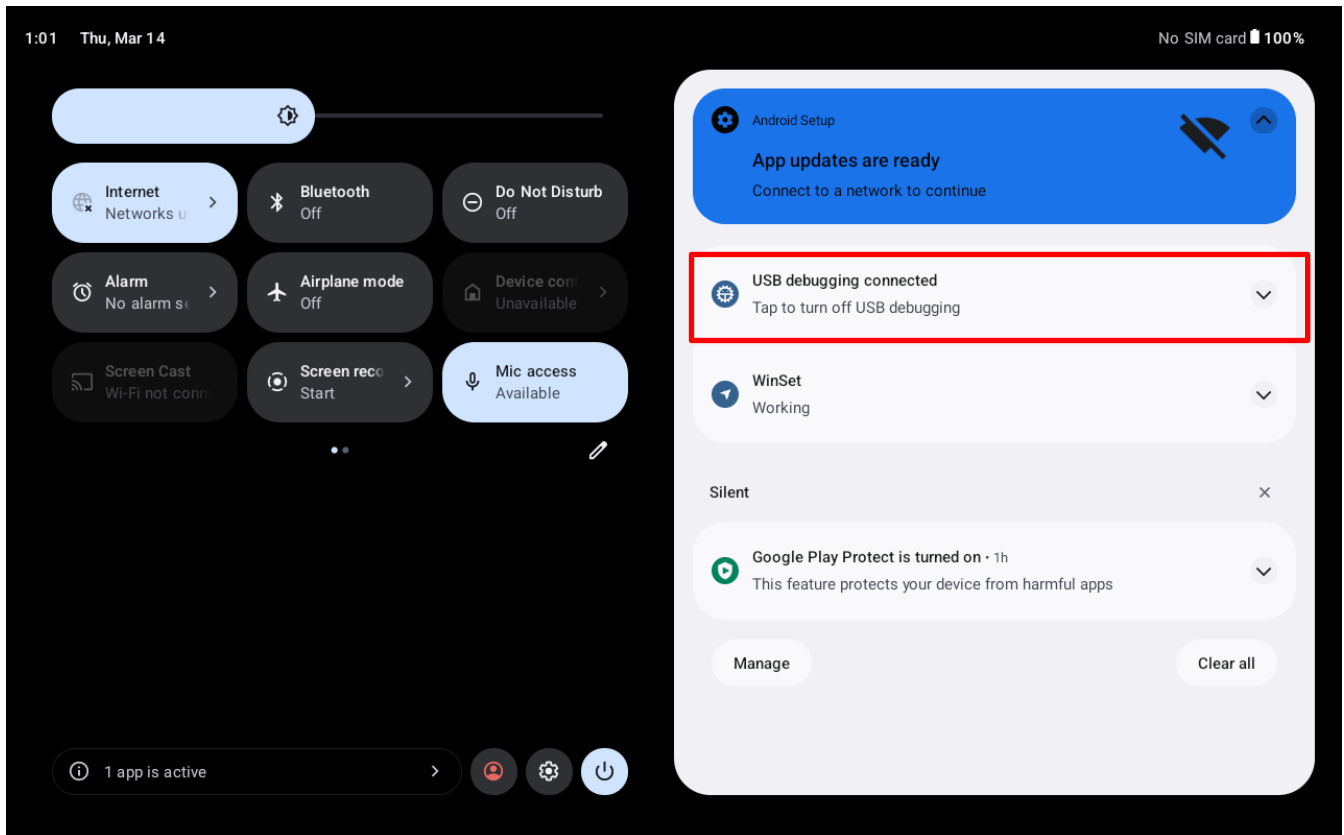 1:01 Thu, Mar 14
No SIM card 100%
Internet
Networks u
Bluetooth
Off
Do Not Disturb
Off
Alarm
No alarm se
Airplane mode
Off
Device cont
Unavailable
Screen Cast
Wi-Fi not conn
Screen reco
Start
Mic access
Available
1 app is active
Android Setup
App updates are ready
Connect to a network to continue
USB debugging connected
Tap to turn off USB debugging
WinSet
Working
Silent
Google Play Protect is turned on • 1h
This feature protects your device from harmful apps
Manage
Clear all